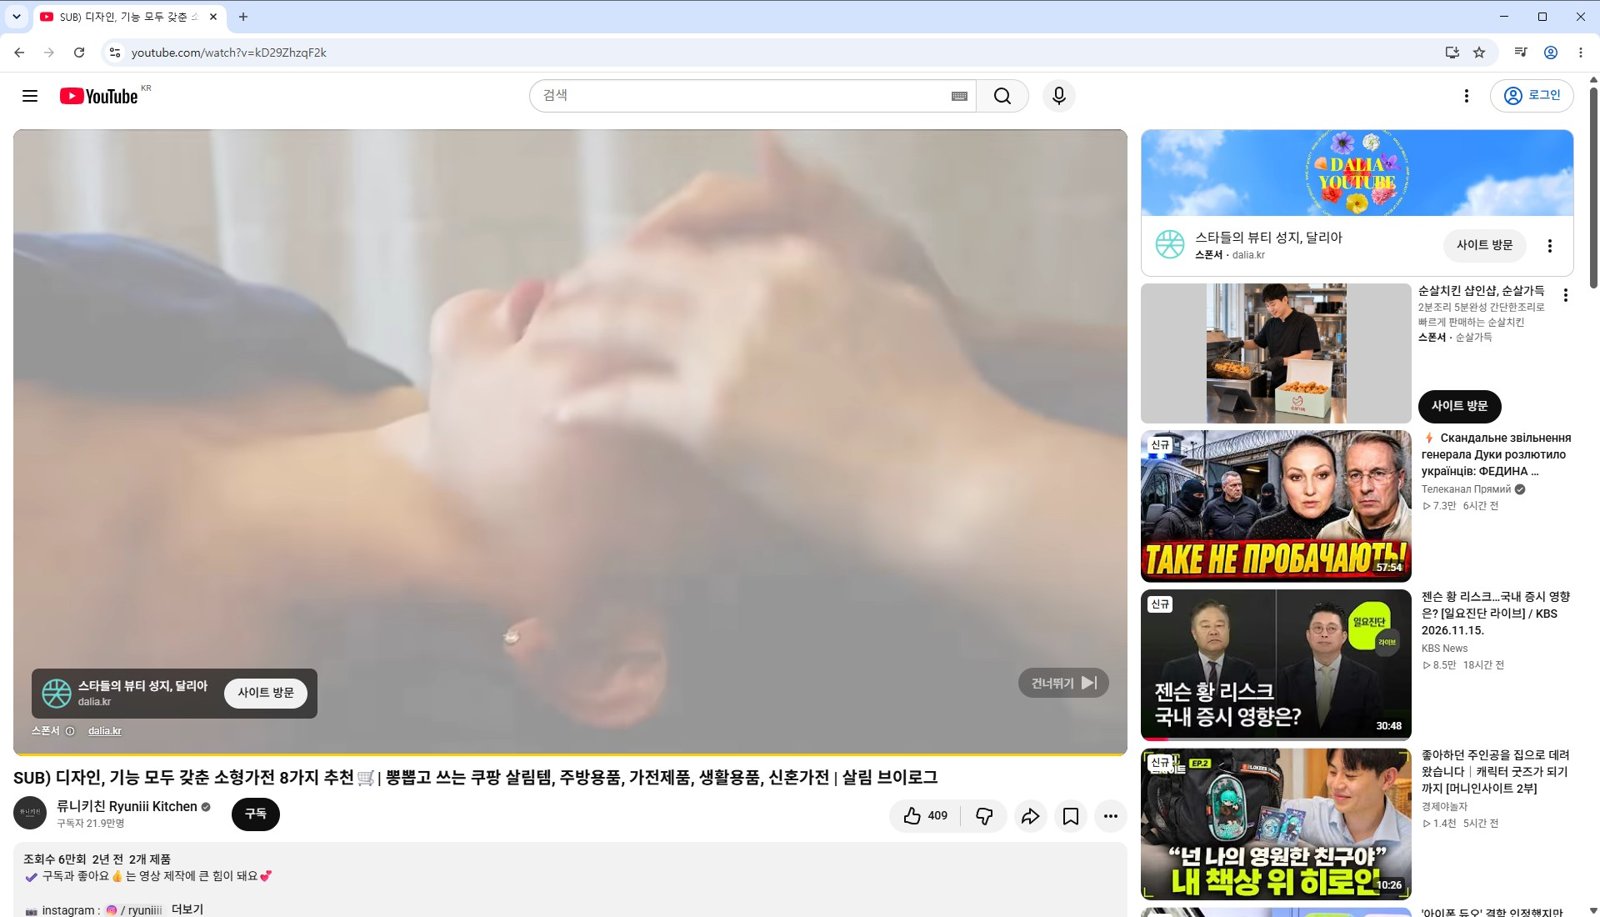 SUB) 디자인, 기능 모두 갖춘 소
youtube.com/watch?v=kD29ZhzqF2k
YouTube KR
검색
로그인
스타들의 뷰티 성지, 달리아
dalia.kr
사이트 방문
건너뛰기
스폰서
dalia.kr
SUB) 디자인, 기능 모두 갖춘 소형가전 8가지 추천🛒| 뽕뽑고 쓰는 쿠팡 살림템, 주방용품, 가전제품, 생활용품, 신혼가전 | 살림 브이로그
류니키친 Ryuniii Kitchen
구독자 21.9만명
구독
409
조회수 6만회 2년 전 2개 제품
✔ 구독과 좋아요👍는 영상 제작에 큰 힘이 돼요💕
📷 instagram : / ryuniiii 더보기
DALIA
YOUTUBE
스타들의 뷰티 성지, 달리아
스폰서 · dalia.kr
사이트 방문
순살치킨 샵인샵, 순살가득
2분조리 5분완성 간단한조리로
빠르게 판매하는 순살치킨
스폰서 · 순살가득
사이트 방문
신규
TAKE НЕ ПРОБАЧАЮТЬ!
57:54
⚡ Скандальне звільнення
генерала Дуки розлютило
українців: ФЕДИНА ...
Телеканал Прямий
7.3만 6시간 전
신규
일요진단
라이브
젠슨 황 리스크
국내 증시 영향은?
30:48
젠슨 황 리스크...국내 증시 영향
은? [일요진단 라이브] / KBS
2026.11.15.
KBS News
8.5만 18시간 전
신규
EP.2
“넌 나의 영원한 친구야”
내 책상 위 히로인
10:26
좋아하던 주인공을 집으로 데려
왔습니다｜캐릭터 굿즈가 되기
까지 [머니인사이트 2부]
경제야놀자
1.4천 5시간 전
'아이폰 듀오' 결함 인정했지만